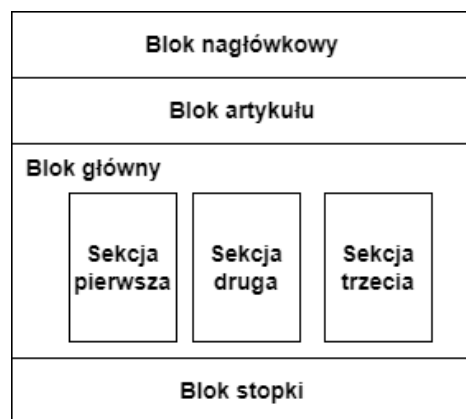 Blok nagłówkowy
Blok artykułu
Blok główny
Sekcja
pierwsza
Sekcja
druga
Sekcja
trzecia
Blok stopki